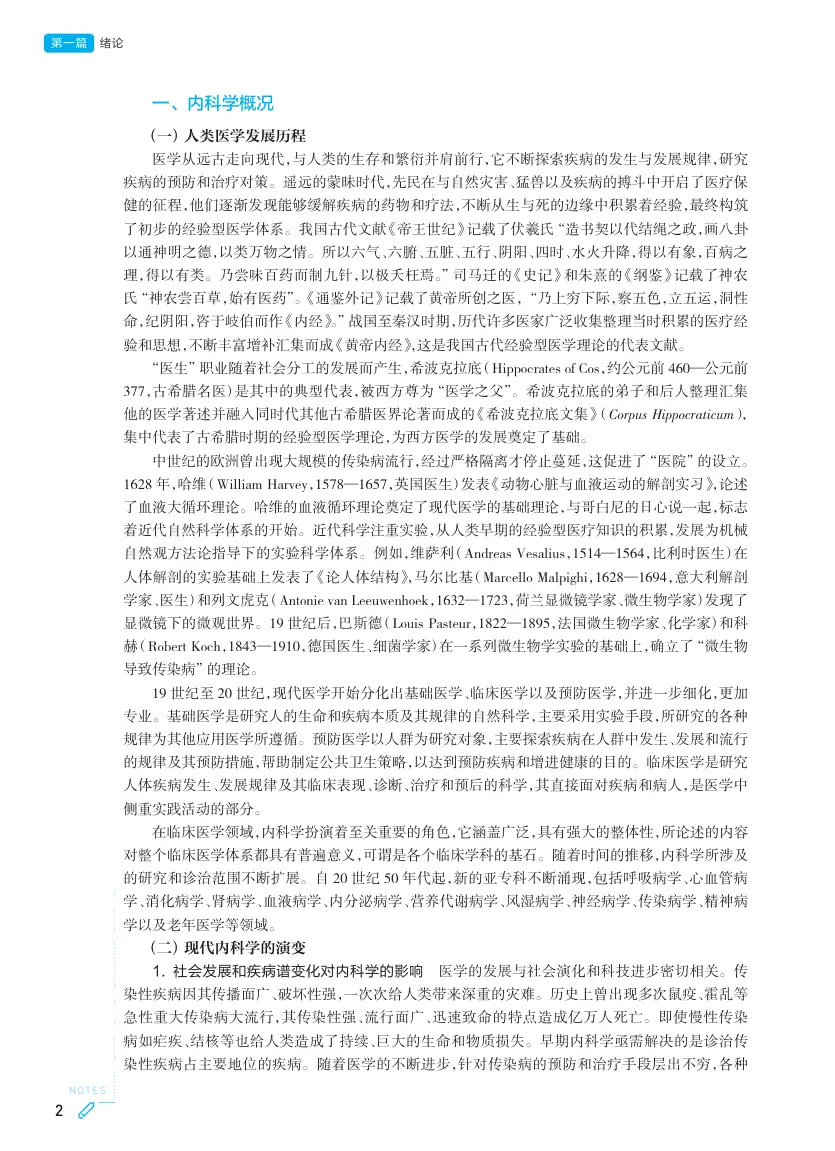 第一篇 绪论
一、内科学概况
（一）人类医学发展历程
医学从远古走向现代，与人类的生存和繁衍并肩前行，它不断探索疾病的发生与发展规律，研究
疾病的预防和治疗对策。遥远的蒙昧时代，先民在与自然灾害、猛兽以及疾病的搏斗中开启了医疗保
健的征程，他们逐渐发现能够缓解疾病的药物和疗法，不断从生与死的边缘中积累着经验，最终构筑
了初步的经验型医学体系。我国古代文献《帝王世纪》记载了伏羲氏“造书契以代结绳之政，画八卦
以通神明之德，以类万物之情。所以六气、六腑、五脏、五行、阴阳、四时、水火升降，得以有象，百病之
理，得以有类。乃尝味百药而制九针，以极夭枉焉。”司马迁的《史记》和朱熹的《纲鉴》记载了神农
氏“神农尝百草，始有医药”。《通鉴外记》记载了黄帝所创之医，“乃上穷下际，察五色，立五运，洞性
命，纪阴阳，咨于岐伯而作《内经》。”战国至秦汉时期，历代许多医家广泛收集整理当时积累的医疗经
验和思想，不断丰富增补汇集而成《黄帝内经》，这是我国古代经验型医学理论的代表文献。
“医生”职业随着社会分工的发展而产生，希波克拉底（Hippocrates of Cos，约公元前 460—公元前
377，古希腊名医）是其中的典型代表，被西方尊为“医学之父”。希波克拉底的弟子和后人整理汇集
他的医学著述并融入同时代其他古希腊医界论著而成的《希波克拉底文集》（Corpus Hippocraticum），
集中代表了古希腊时期的经验型医学理论，为西方医学的发展奠定了基础。
中世纪的欧洲曾出现大规模的传染病流行，经过严格隔离才停止蔓延，这促进了“医院”的设立。
1628 年，哈维（William Harvey，1578—1657，英国医生）发表《动物心脏与血液运动的解剖实习》，论述
了血液大循环理论。哈维的血液循环理论奠定了现代医学的基础理论，与哥白尼的日心说一起，标志
着近代自然科学体系的开始。近代科学注重实验，从人类早期的经验型医疗知识的积累，发展为机械
自然观方法论指导下的实验科学体系。例如，维萨利（Andreas Vesalius，1514—1564，比利时医生）在
人体解剖的实验基础上发表了《论人体结构》，马尔比基（Marcello Malpighi，1628—1694，意大利解剖
学家、医生）和列文虎克（Antonie van Leeuwenhoek，1632—1723，荷兰显微镜学家、微生物学家）发现了
显微镜下的微观世界。19 世纪后，巴斯德（Louis Pasteur，1822—1895，法国微生物学家、化学家）和科
赫（Robert Koch，1843—1910，德国医生、细菌学家）在一系列微生物学实验的基础上，确立了“微生物
导致传染病”的理论。
19 世纪至 20 世纪，现代医学开始分化出基础医学、临床医学以及预防医学，并进一步细化，更加
专业。基础医学是研究人的生命和疾病本质及其规律的自然科学，主要采用实验手段，所研究的各种
规律为其他应用医学所遵循。预防医学以人群为研究对象，主要探索疾病在人群中发生、发展和流行
的规律及其预防措施，帮助制定公共卫生策略，以达到预防疾病和增进健康的目的。临床医学是研究
人体疾病发生、发展规律及其临床表现、诊断、治疗和预后的科学，其直接面对疾病和病人，是医学中
侧重实践活动的部分。
在临床医学领域，内科学扮演着至关重要的角色，它涵盖广泛，具有强大的整体性，所论述的内容
对整个临床医学体系都具有普遍意义，可谓是各个临床学科的基石。随着时间的推移，内科学所涉及
的研究和诊治范围不断扩展。自 20 世纪 50 年代起，新的亚专科不断涌现，包括呼吸病学、心血管病
学、消化病学、肾病学、血液病学、内分泌病学、营养代谢病学、风湿病学、神经病学、传染病学、精神病
学以及老年医学等领域。
（二）现代内科学的演变
1. 社会发展和疾病谱变化对内科学的影响 医学的发展与社会演化和科技进步密切相关。传
染性疾病因其传播面广、破坏性强，一次次给人类带来深重的灾难。历史上曾出现多次鼠疫、霍乱等
急性重大传染病大流行，其传染性强、流行面广、迅速致命的特点造成亿万人死亡。即使慢性传染
病如疟疾、结核等也给人类造成了持续、巨大的生命和物质损失。早期内科学亟需解决的是诊治传
染性疾病占主要地位的疾病。随着医学的不断进步，针对传染病的预防和治疗手段层出不穷，各种
NOTES
2